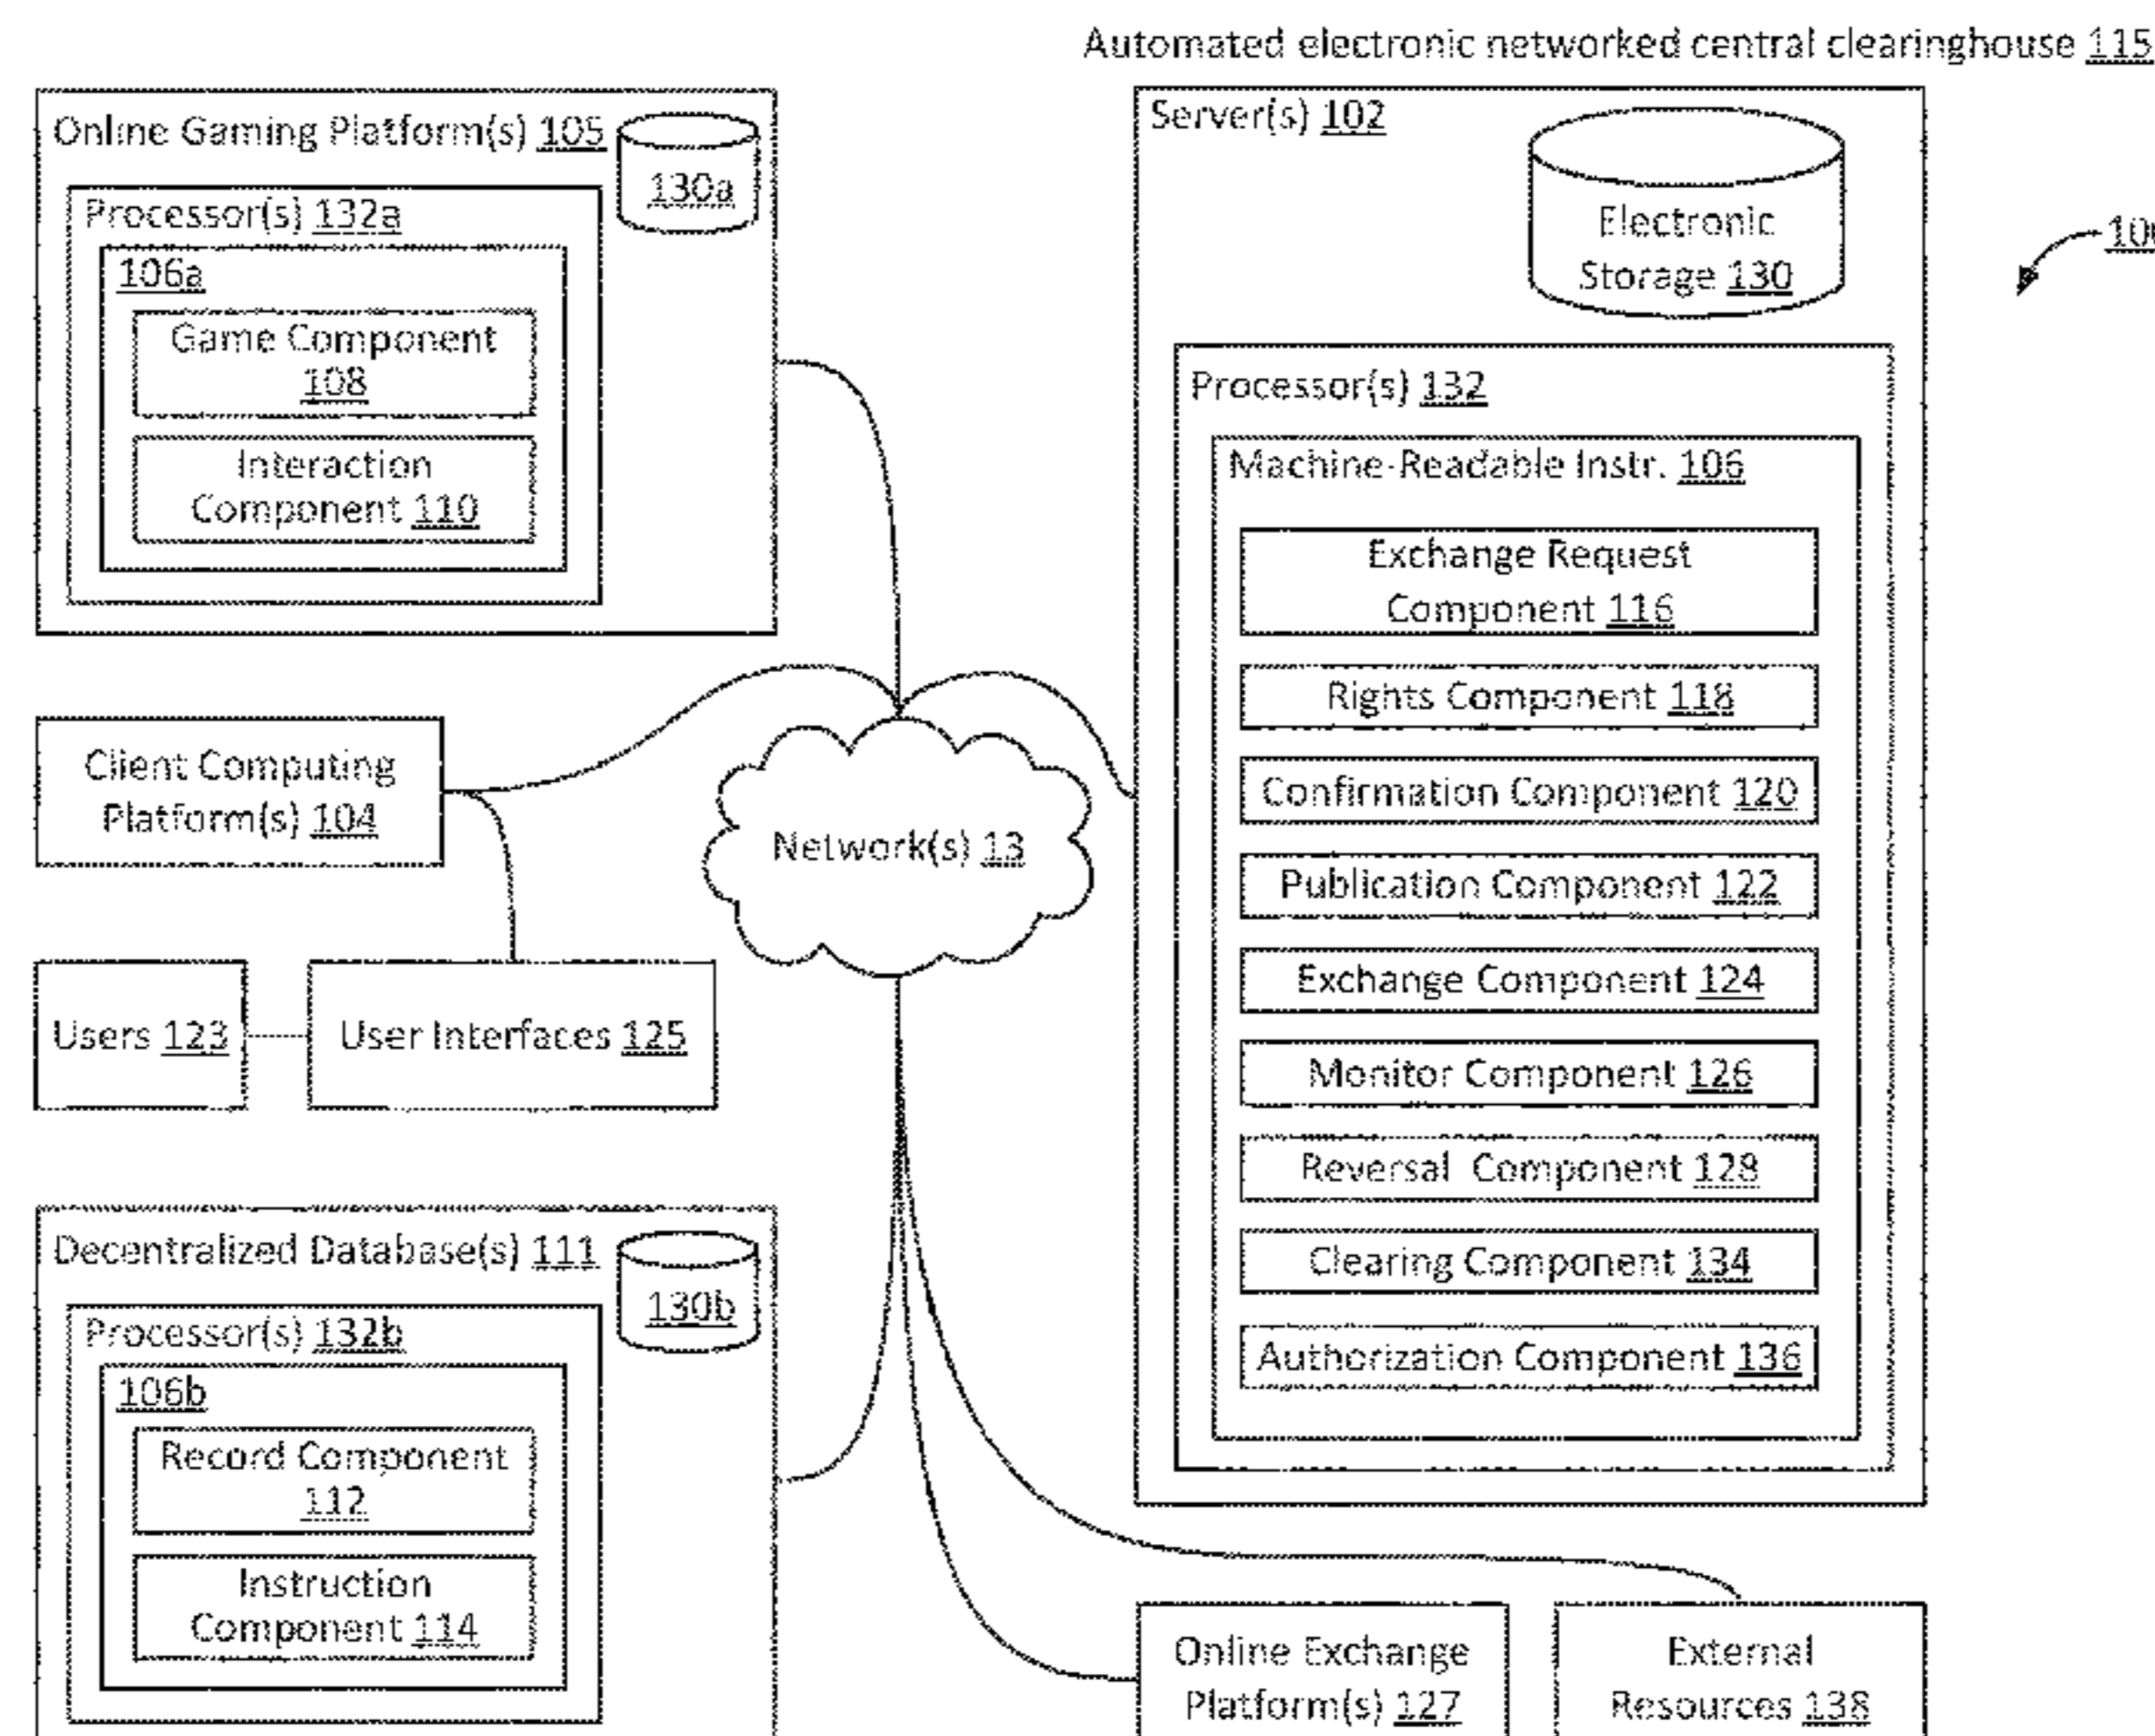 Automated electronic networked central clearinghouse 115
Online Gaming Platform(s) 105
130a
Processor(s) 132a
106a
Game Component
108
Interaction
Component 110
Client Computing
Platform(s) 104
Users 123
User Interfaces 125
Network(s) 13
Decentralized Database(s) 111
130b
Processor(s) 132b
106b
Record Component
112
Instruction
Component 114
Server(s) 102
Electronic
Storage 130
Processor(s) 132
Machine-Readable Instr. 106
Exchange Request
Component 116
Rights Component 118
Confirmation Component 120
Publication Component 122
Exchange Component 124
Monitor Component 126
Reversal Component 128
Clearing Component 134
Authorization Component 136
Online Exchange
Platform(s) 127
External
Resources 138